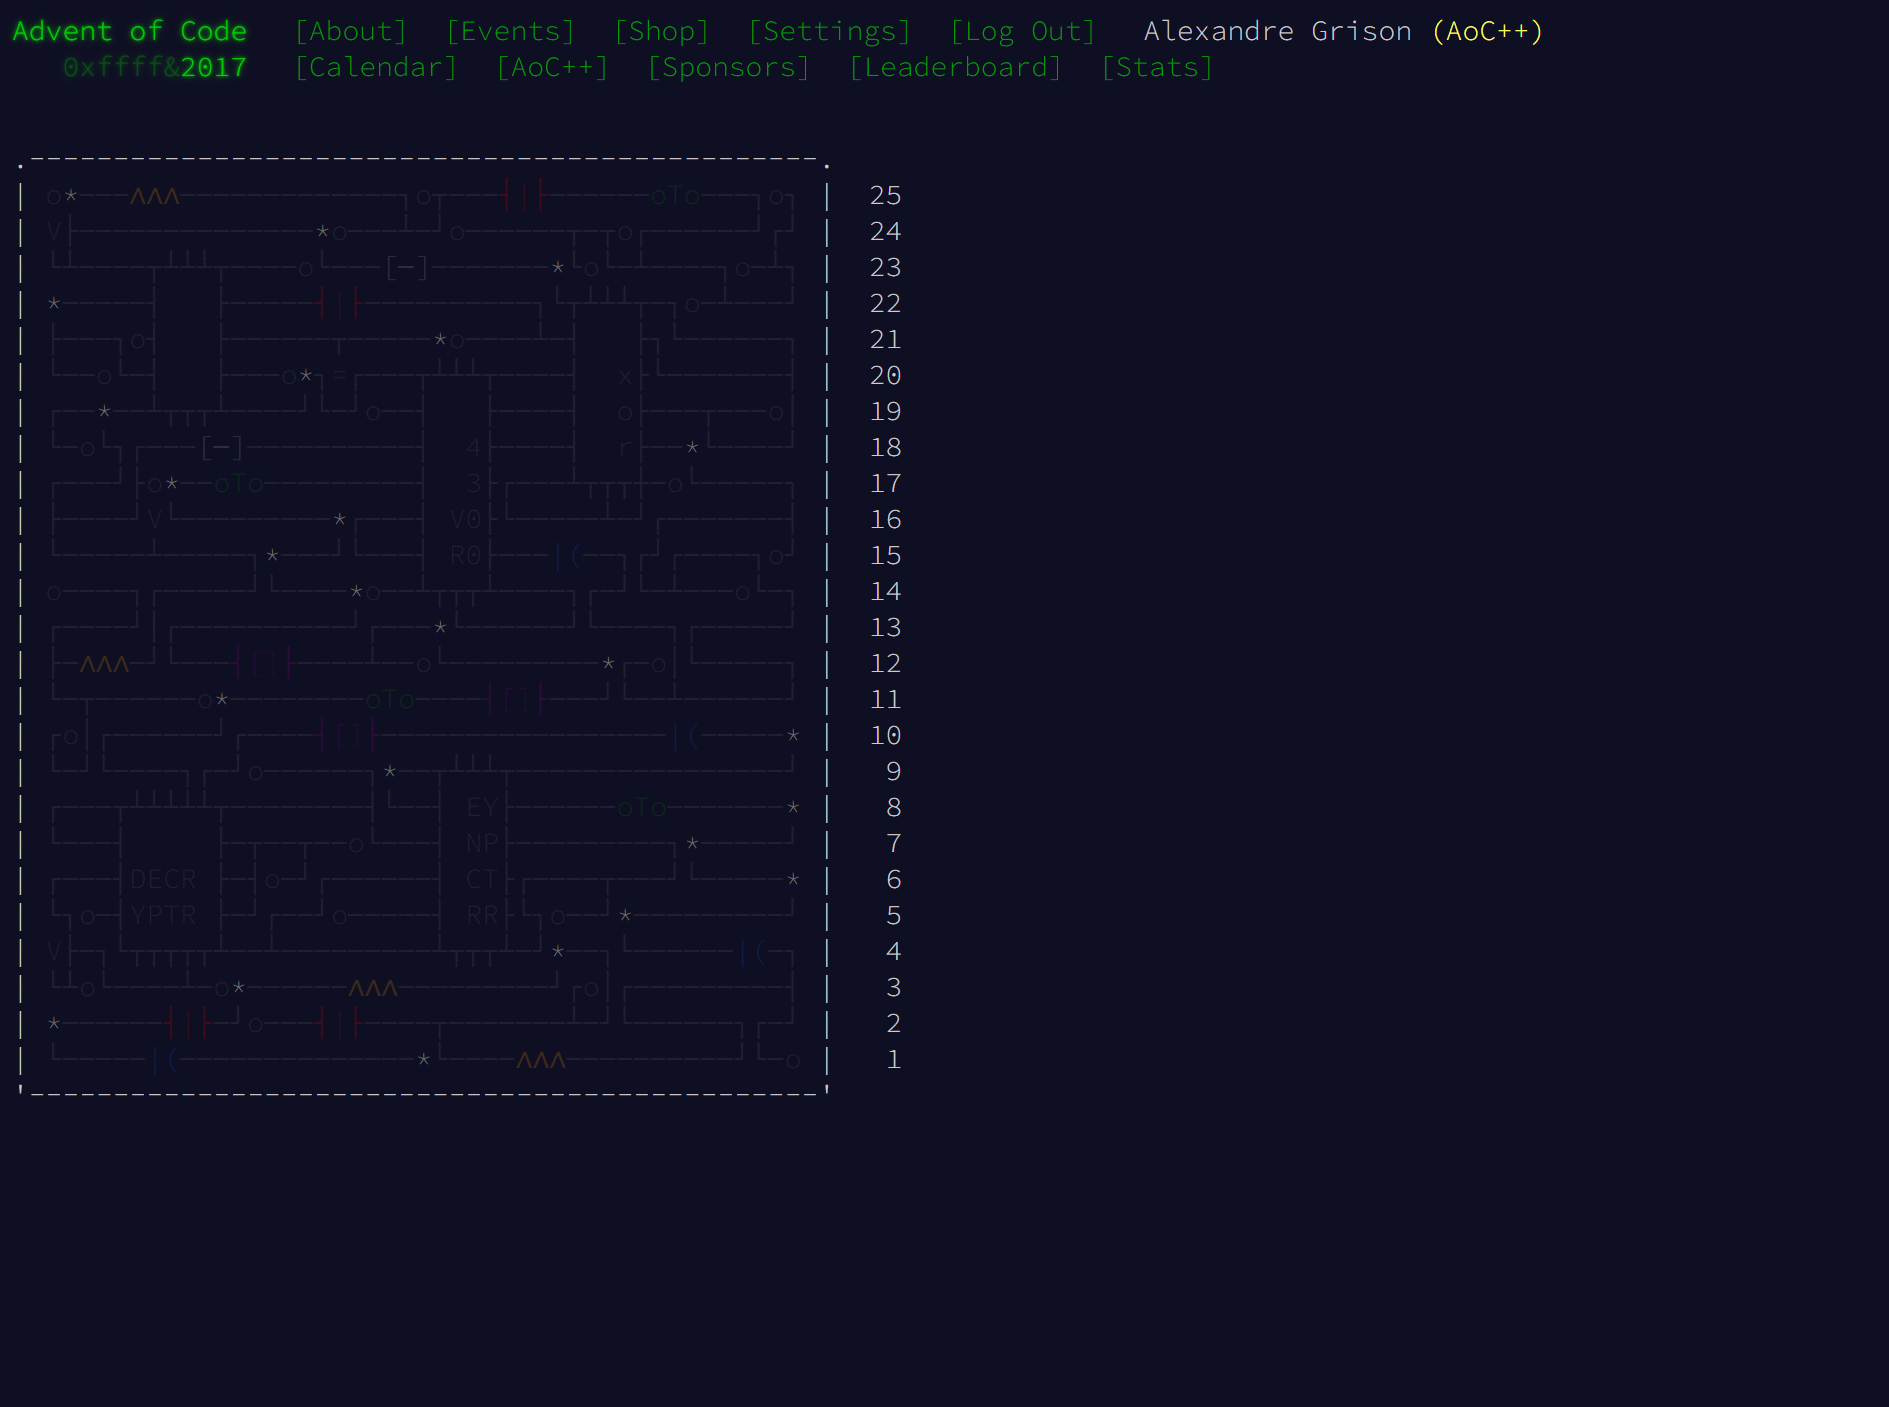 Advent of Code [About] [Events] [Shop] [Settings] [Log Out] Alexandre Grison (AoC++)
0xffff&2017 [Calendar] [AoC++] [Sponsors] [Leaderboard] [Stats]
25
24
23
22
21
20 x
19 o
18 4 r
17 3
16 V0
15 R0
14
13
12
11
10
9
8 EY
7 NP
6 DECR CT
5 YPTR RR
4
3
2
1